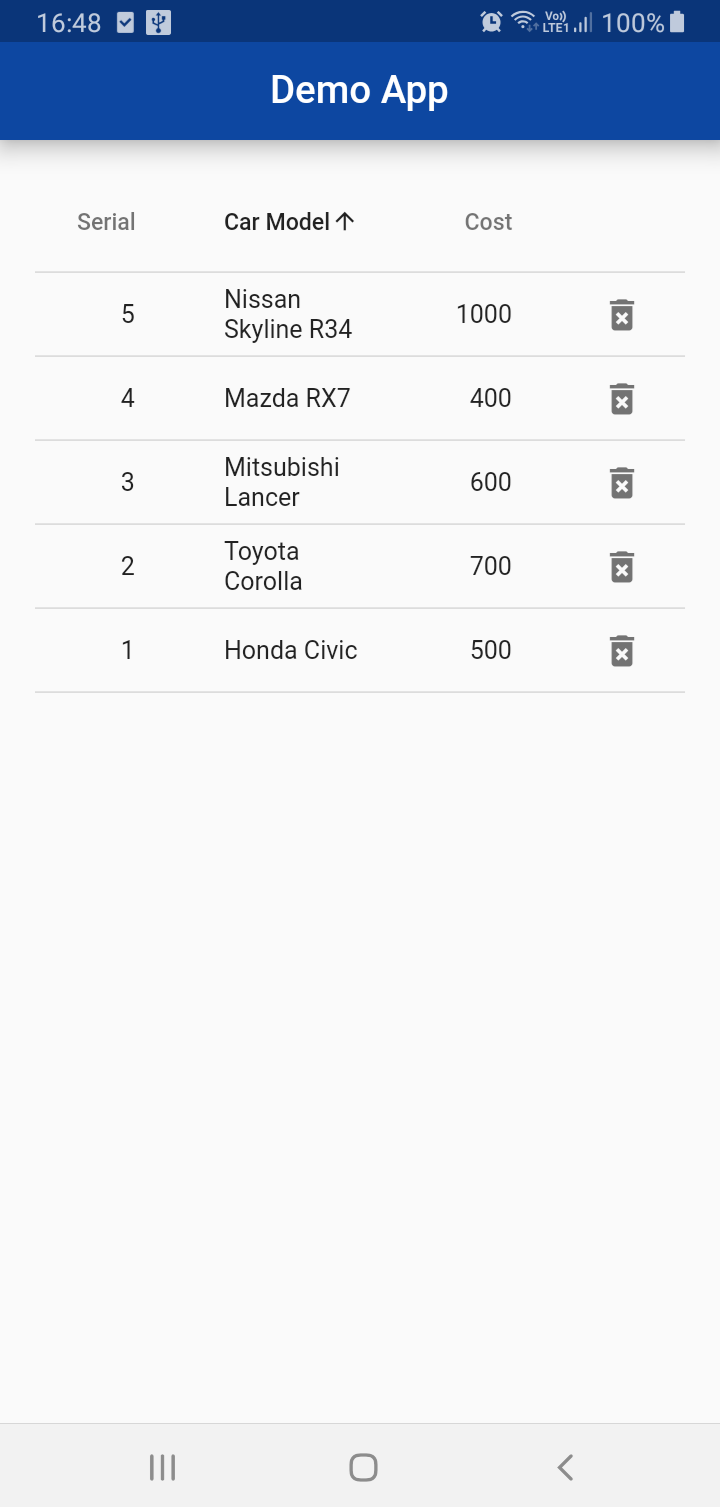 16:48 Vo)) LTE1 100%
Demo App
Serial Car Model Cost
5 Nissan Skyline R34 1000
4 Mazda RX7 400
3 Mitsubishi Lancer 600
2 Toyota Corolla 700
1 Honda Civic 500